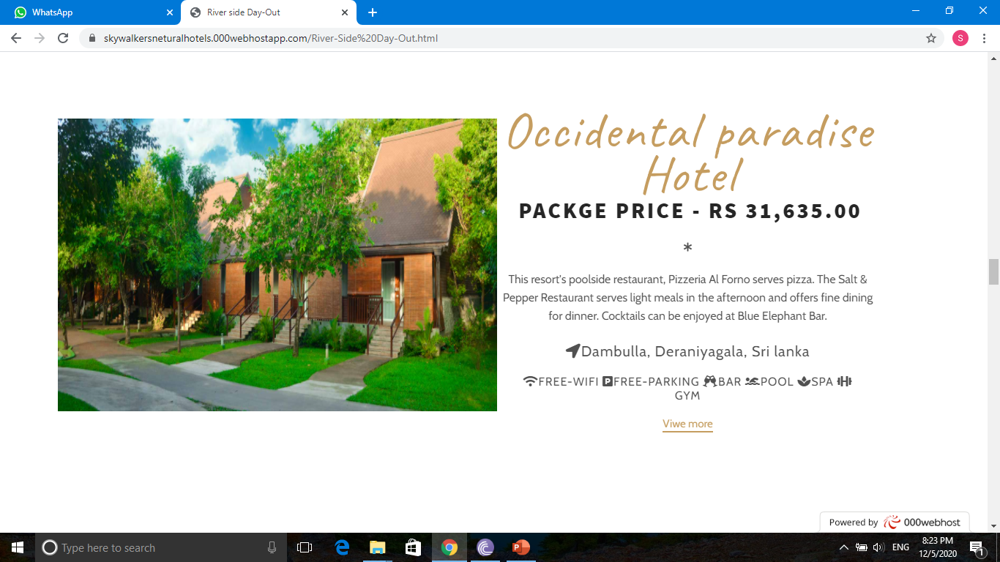 WhatsApp
River side Day-Out
skywalkersneturalhotels.000webhostapp.com/River-Side%20Day-Out.html
S
Occidental paradise
Hotel
PACKGE PRICE - RS 31,635.00
*
This resort's poolside restaurant, Pizzeria Al Forno serves pizza. The Salt &
Pepper Restaurant serves light meals in the afternoon and offers fine dining
for dinner. Cocktails can be enjoyed at Blue Elephant Bar.
Dambulla, Deraniyagala, Sri lanka
FREE-WIFI FREE-PARKING BAR POOL SPA
GYM
Viwe more
Powered by 000webhost
Type here to search
ENG
8:23 PM
12/5/2020
1